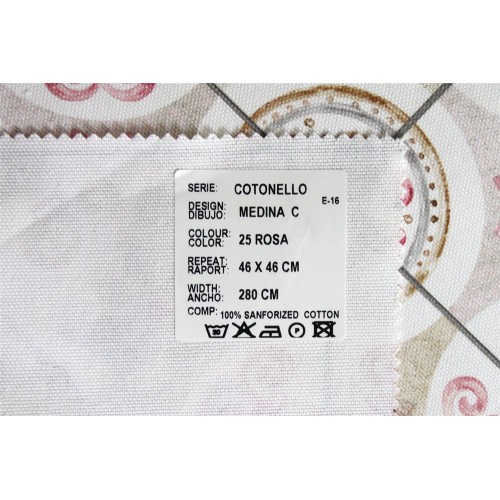 SERIE: COTONELLO
E-16
DESIGN:
DIBUJO: MEDINA C
COLOUR:
COLOR: 25 ROSA
REPEAT
RAPORT: 46 X 46 CM
WIDTH:
ANCHO: 280 CM
COMP: 100% SANFORIZED COTTON
30 P